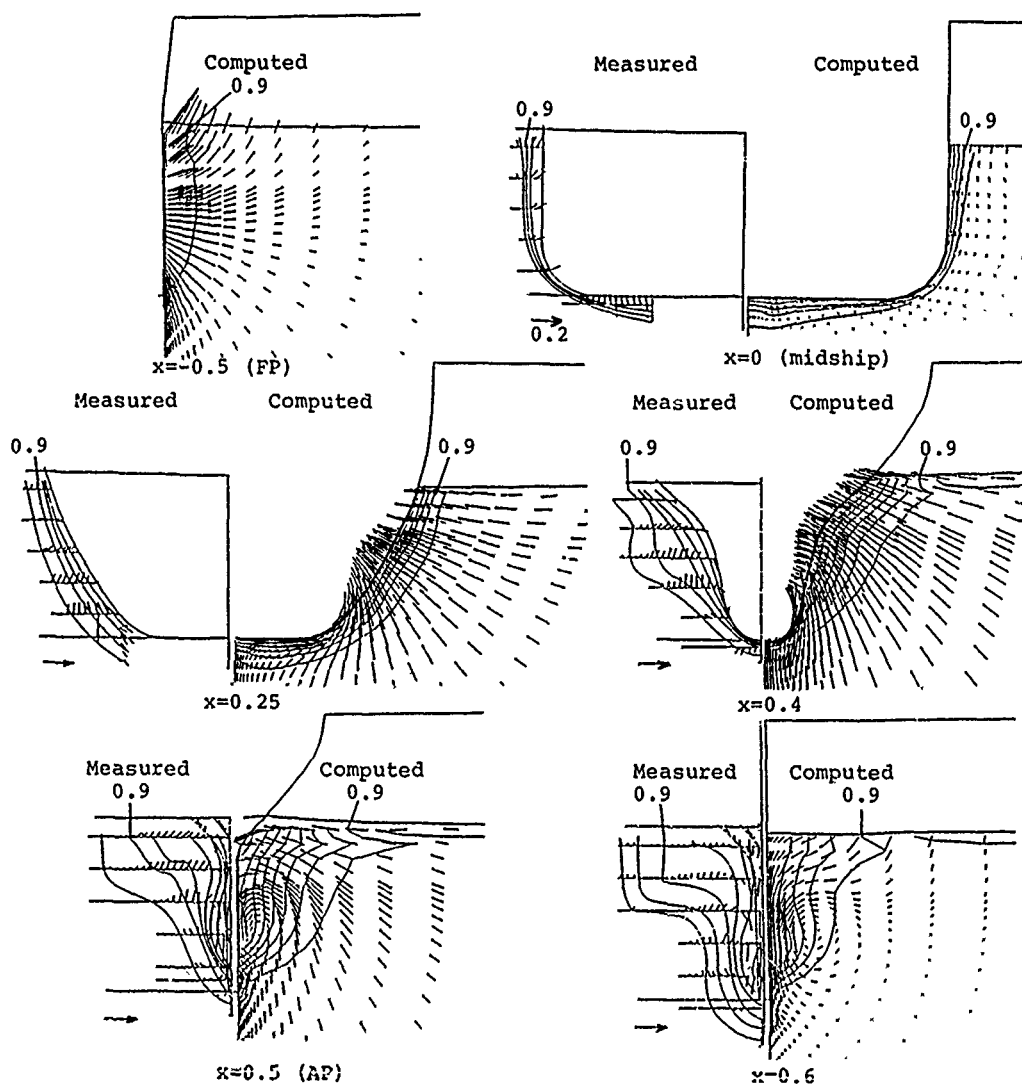 Computed
0.9
x=-0.5 (FP)
Measured
Computed
0.9
0.9
0.2
x=0 (midship)
Measured
Computed
0.9
0.9
x=0.25
Measured
Computed
0.9
0.9
x=0.4
Measured
Computed
0.9
0.9
x=0.5 (AP)
Measured
Computed
0.9
0.9
x=0.6